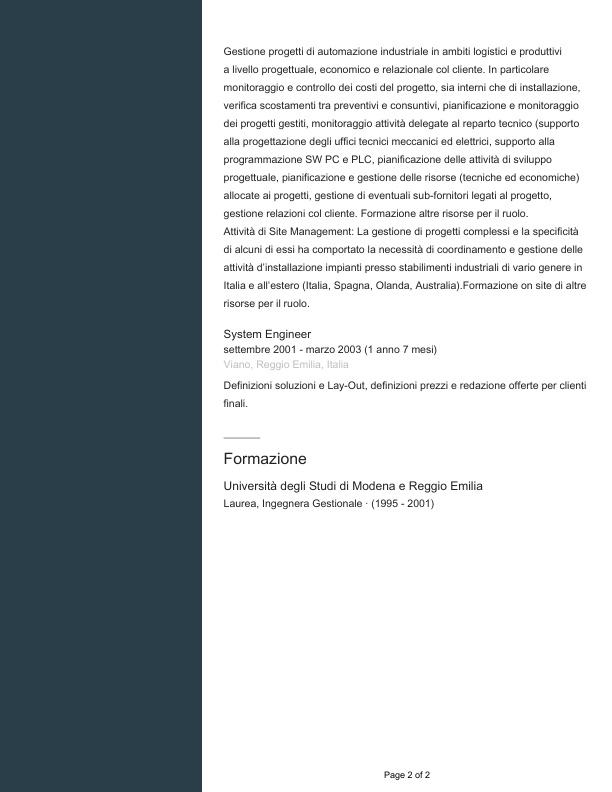 Gestione progetti di automazione industriale in ambiti logistici e produttivi
a livello progettuale, economico e relazionale col cliente. In particolare
monitoraggio e controllo dei costi del progetto, sia interni che di installazione,
verifica scostamenti tra preventivi e consuntivi, pianificazione e monitoraggio
dei progetti gestiti, monitoraggio attività delegate al reparto tecnico (supporto
alla progettazione degli uffici tecnici meccanici ed elettrici, supporto alla
programmazione SW PC e PLC, pianificazione delle attività di sviluppo
progettuale, pianificazione e gestione delle risorse (tecniche ed economiche)
allocate ai progetti, gestione di eventuali sub-fornitori legati al progetto,
gestione relazioni col cliente. Formazione altre risorse per il ruolo.
Attività di Site Management: La gestione di progetti complessi e la specificità
di alcuni di essi ha comportato la necessità di coordinamento e gestione delle
attività d'installazione impianti presso stabilimenti industriali di vario genere in
Italia e all'estero (Italia, Spagna, Olanda, Australia).Formazione on site di altre
risorse per il ruolo.
System Engineer
settembre 2001 - marzo 2003 (1 anno 7 mesi)
Viano, Reggio Emilia, Italia
Definizioni soluzioni e Lay-Out, definizioni prezzi e redazione offerte per clienti
finali.
Formazione
Università degli Studi di Modena e Reggio Emilia
Laurea, Ingegnera Gestionale · (1995 - 2001)
Page 2 of 2